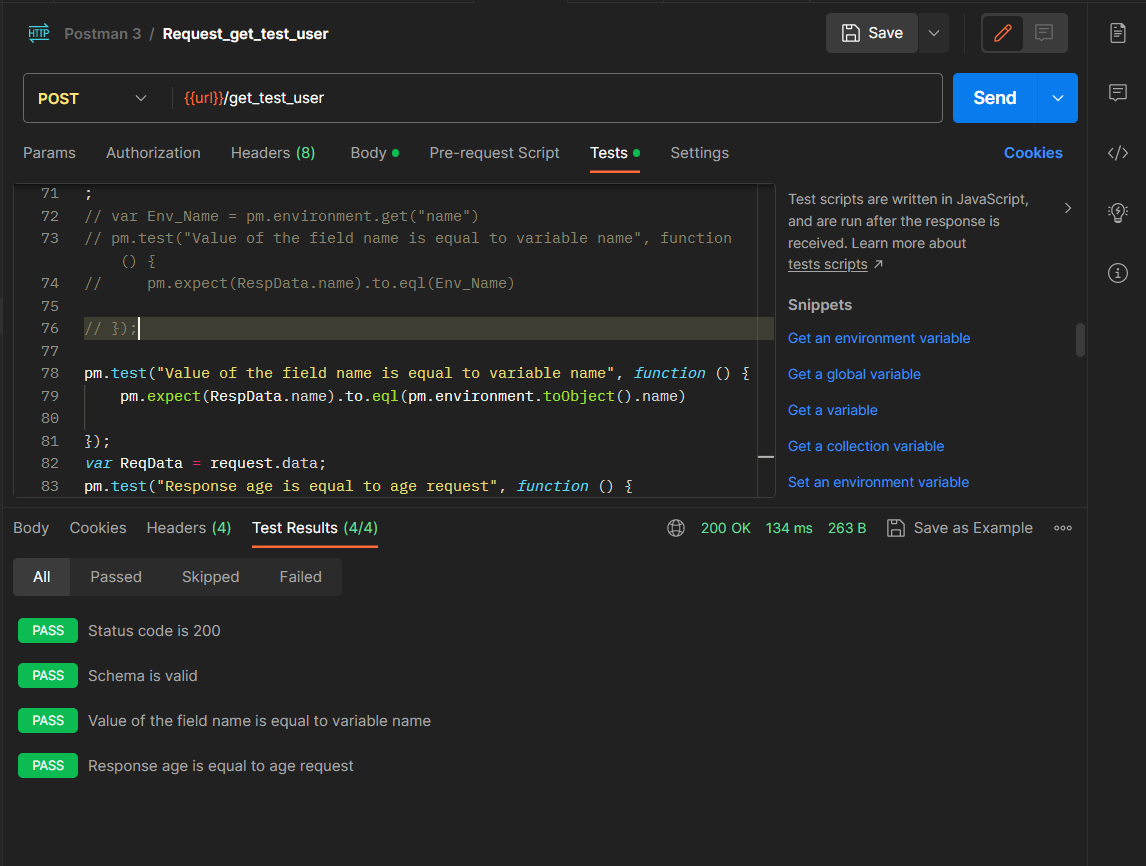 HTTP Postman 3 / Request_get_test_user Save
POST {{url}}/get_test_user Send
Params Authorization Headers (8) Body Pre-request Script Tests Settings Cookies
71 ;
72 // var Env_Name = pm.environment.get("name")
73 // pm.test("Value of the field name is equal to variable name", function
() {
74 //     pm.expect(RespData.name).to.eql(Env_Name)
75
76 // });
77
78 pm.test("Value of the field name is equal to variable name", function () {
79     pm.expect(RespData.name).to.eql(pm.environment.toObject().name)
80
81 });
82 var ReqData = request.data;
83 pm.test("Response age is equal to age request", function () {
Test scripts are written in JavaScript,
and are run after the response is
received. Learn more about
tests scripts ↗
Snippets
Get an environment variable
Get a global variable
Get a variable
Get a collection variable
Set an environment variable
Body Cookies Headers (4) Test Results (4/4) 200 OK 134 ms 263 B Save as Example
All Passed Skipped Failed
PASS Status code is 200
PASS Schema is valid
PASS Value of the field name is equal to variable name
PASS Response age is equal to age request